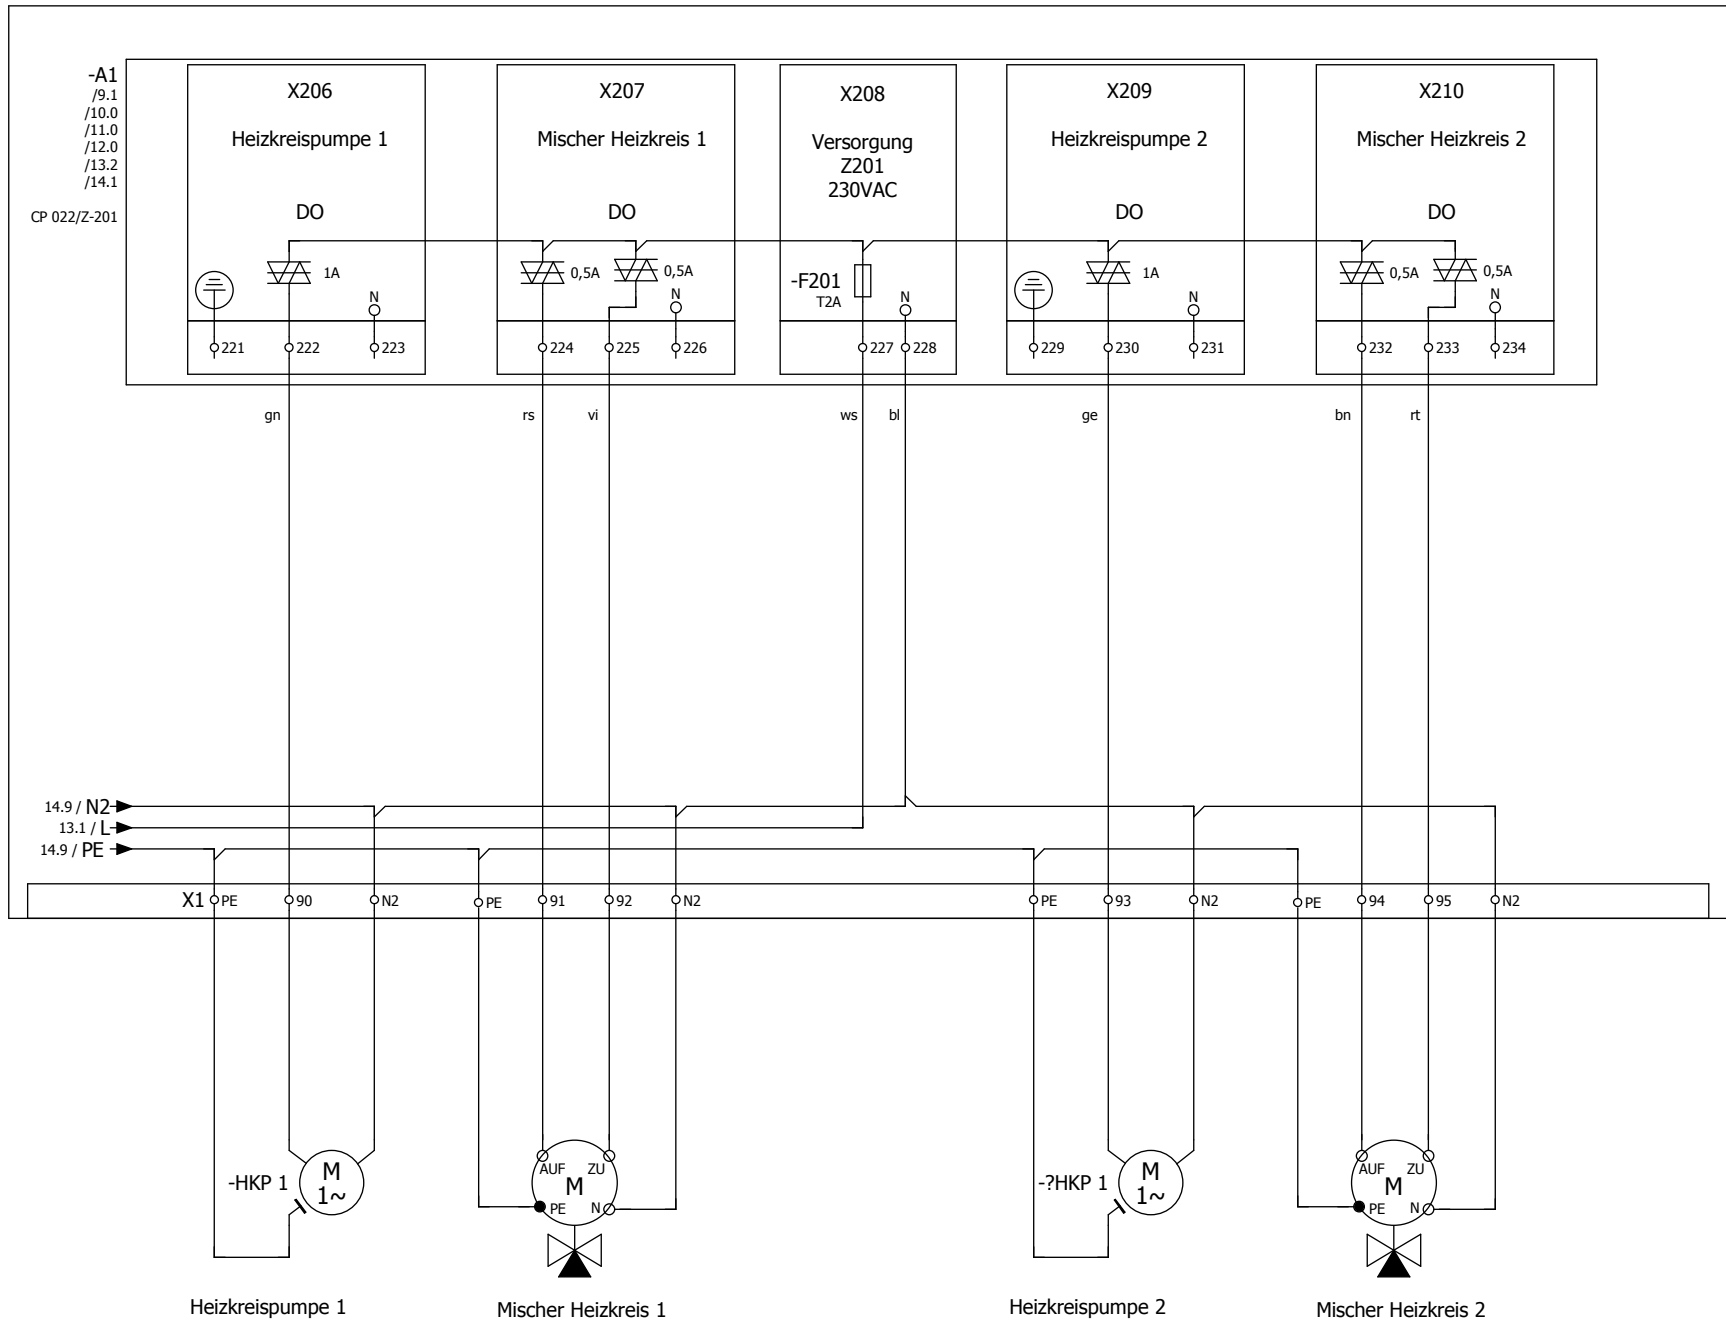 -A1
/9.1
/10.0
/11.0
/12.0
/13.2
/14.1
CP 022/Z-201
X206
Heizkreispumpe 1
DO
1A
N
221
222
223
X207
Mischer Heizkreis 1
DO
0,5A
0,5A
N
224
225
226
X208
Versorgung
Z201
230VAC
-F201
T2A
N
227
228
X209
Heizkreispumpe 2
DO
1A
N
229
230
231
X210
Mischer Heizkreis 2
DO
0,5A
0,5A
N
232
233
234
gn
rs
vi
ws
bl
ge
bn
rt
14.9 / N2
13.1 / L
14.9 / PE
X1
PE
90
N2
PE
91
92
N2
PE
93
N2
PE
94
95
N2
-HKP 1
M
1~
AUF ZU
M
PE N
-?HKP 1
M
1~
AUF ZU
M
PE N
Heizkreispumpe 1
Mischer Heizkreis 1
Heizkreispumpe 2
Mischer Heizkreis 2